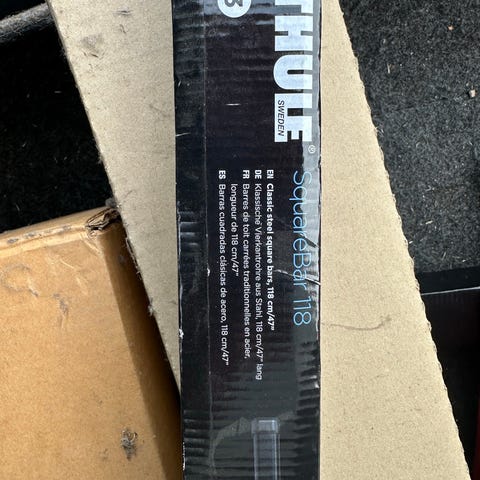 3
THULE®
SWEDEN
SquareBar 118
EN Classic steel square bars, 118 cm/47"
DE Klassische Vierkantrohre aus Stahl, 118 cm/47" lang
FR Barres de toit carrées traditionnelles en acier,
longueur de 118 cm/47"
ES Barras cuadradas clásicas de acero, 118 cm/47"